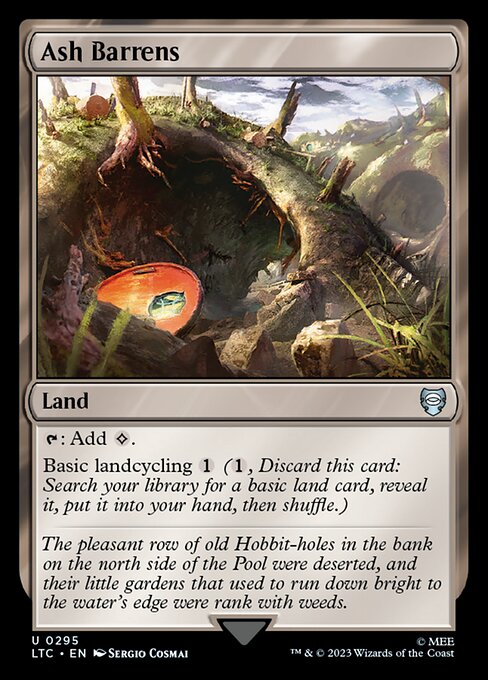 Ash Barrens
Land
: Add .
Basic landcycling 1 (1, Discard this card:
Search your library for a basic land card, reveal
it, put it into your hand, then shuffle.)
The pleasant row of old Hobbit-holes in the bank
on the north side of the Pool were deserted, and
their little gardens that used to run down bright to
the water's edge were rank with weeds.
U 0295
LTC • EN Sergio Cosmai
© MEE
™ & © 2023 Wizards of the Coast